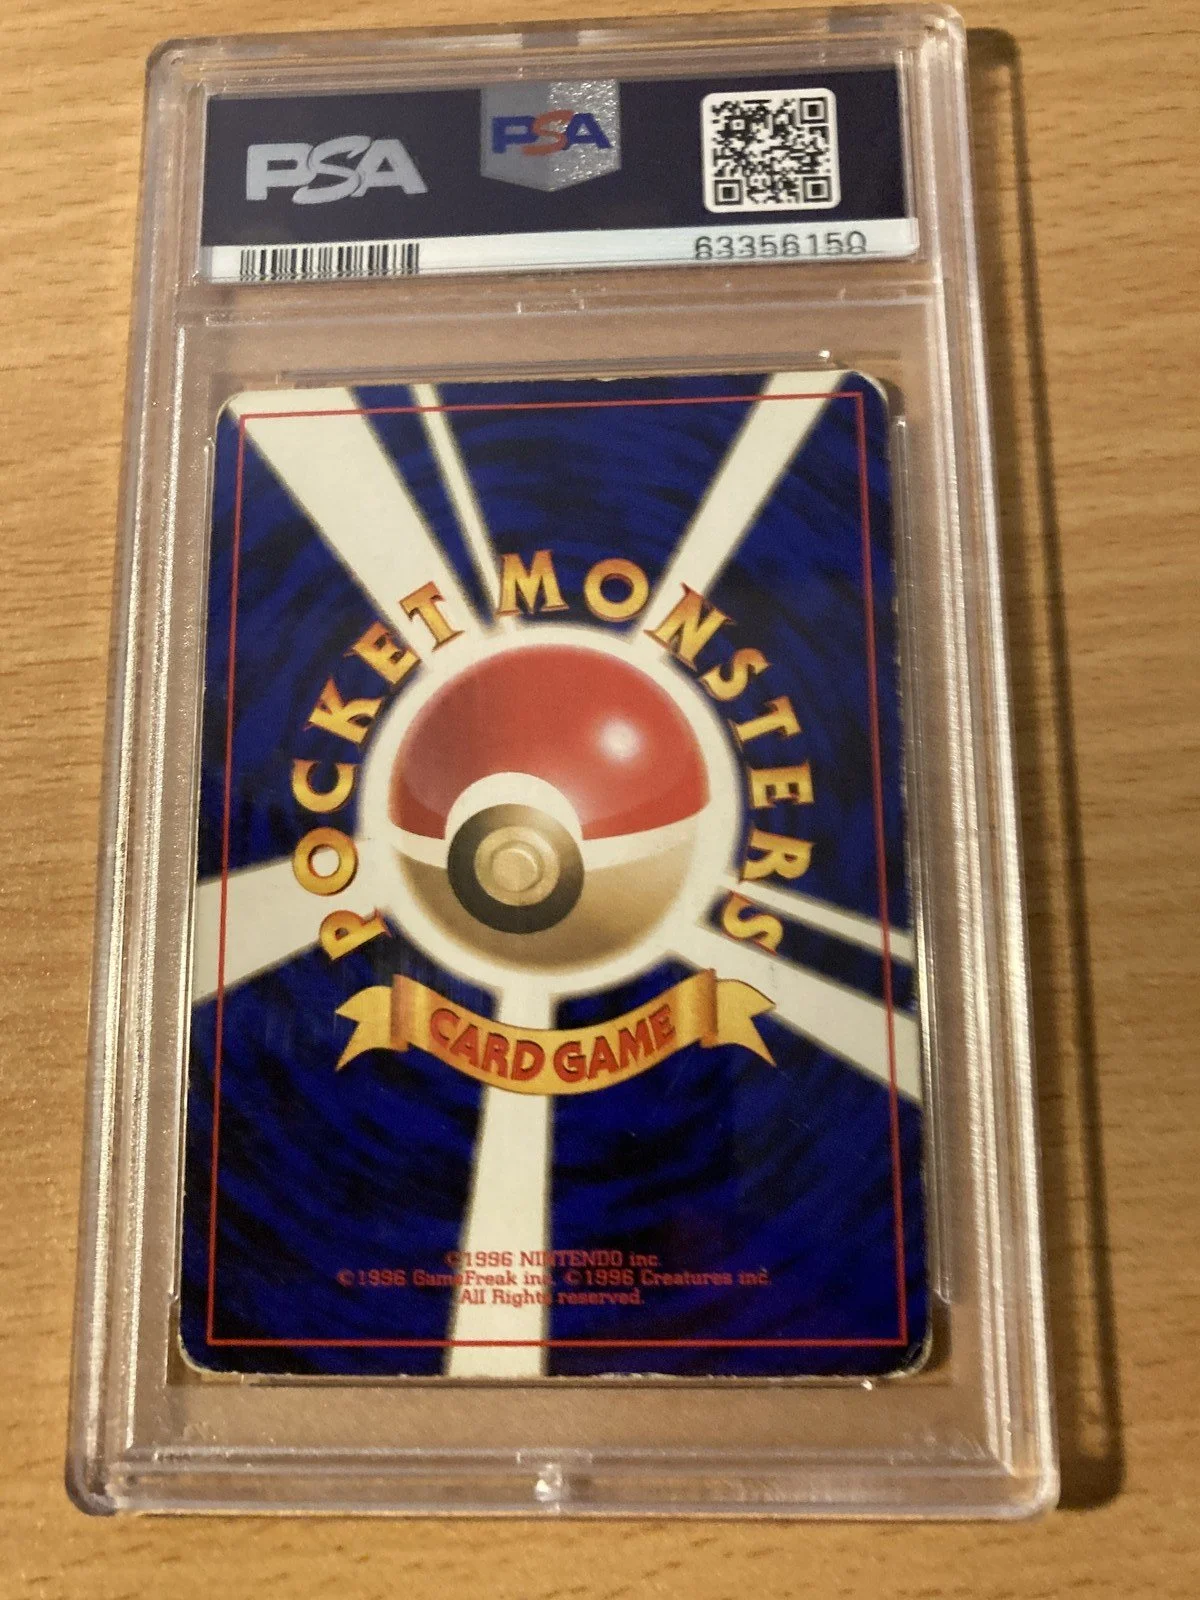 PSA
PSA
63356150
POCKET MONSTERS
CARD GAME
©1996 NINTENDO inc.
©1996 GameFreak inc. ©1996 Creatures inc.
All Rights reserved.